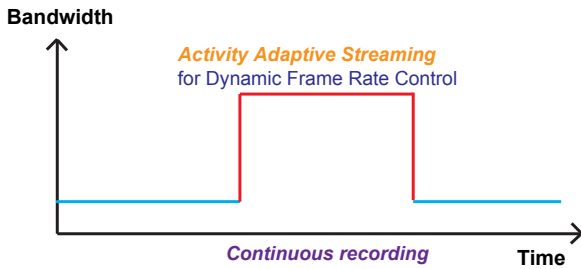 Bandwidth
Activity Adaptive Streaming
for Dynamic Frame Rate Control
Continuous recording
Time